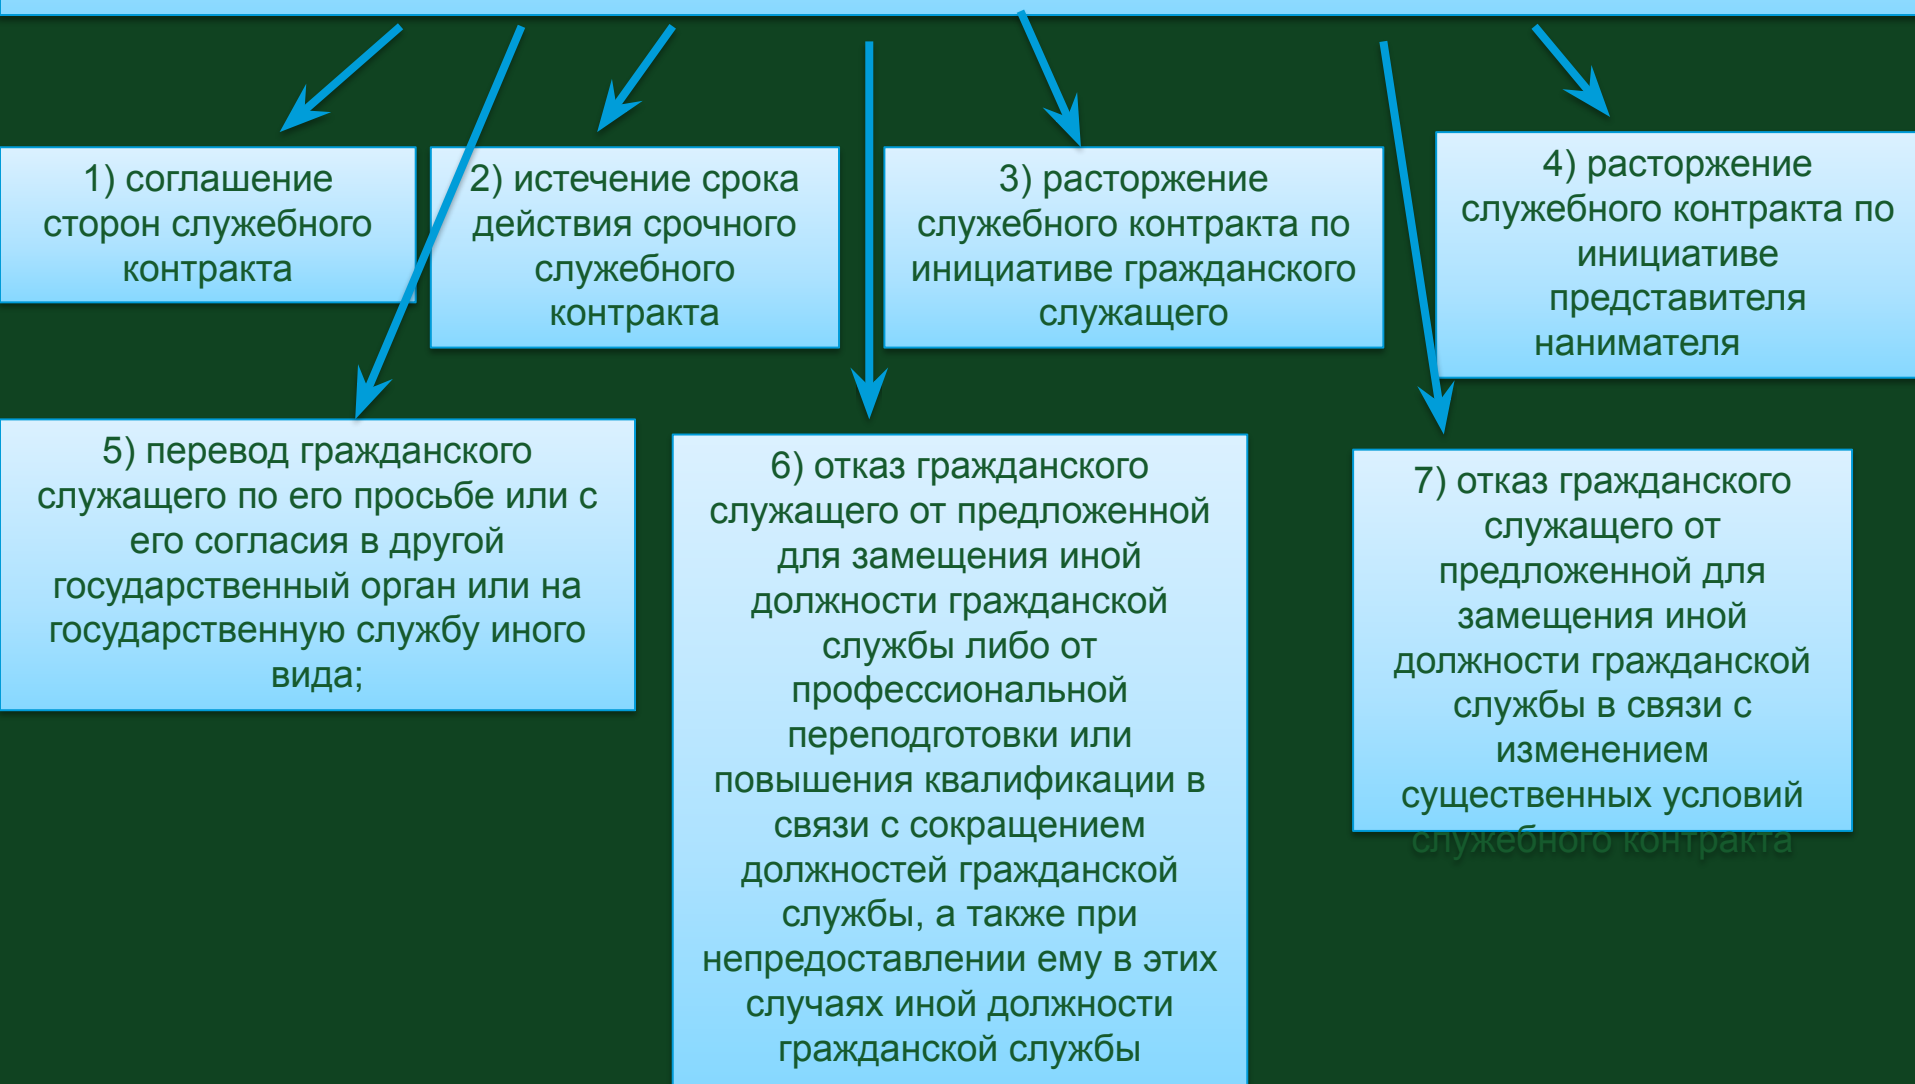 1) соглашение
сторон служебного
контракта
2) истечение срока
действия срочного
служебного
контракта
3) расторжение
служебного контракта по
инициативе гражданского
служащего
4) расторжение
служебного контракта по
инициативе
представителя
нанимателя
5) перевод гражданского
служащего по его просьбе или с
его согласия в другой
государственный орган или на
государственную службу иного
вида;
6) отказ гражданского
служащего от предложенной
для замещения иной
должности гражданской
службы либо от
профессиональной
переподготовки или
повышения квалификации в
связи с сокращением
должностей гражданской
службы, а также при
непредоставлении ему в этих
случаях иной должности
гражданской службы
7) отказ гражданского
служащего от
предложенной для
замещения иной
должности гражданской
службы в связи с
изменением
существенных условий
служебного контракта